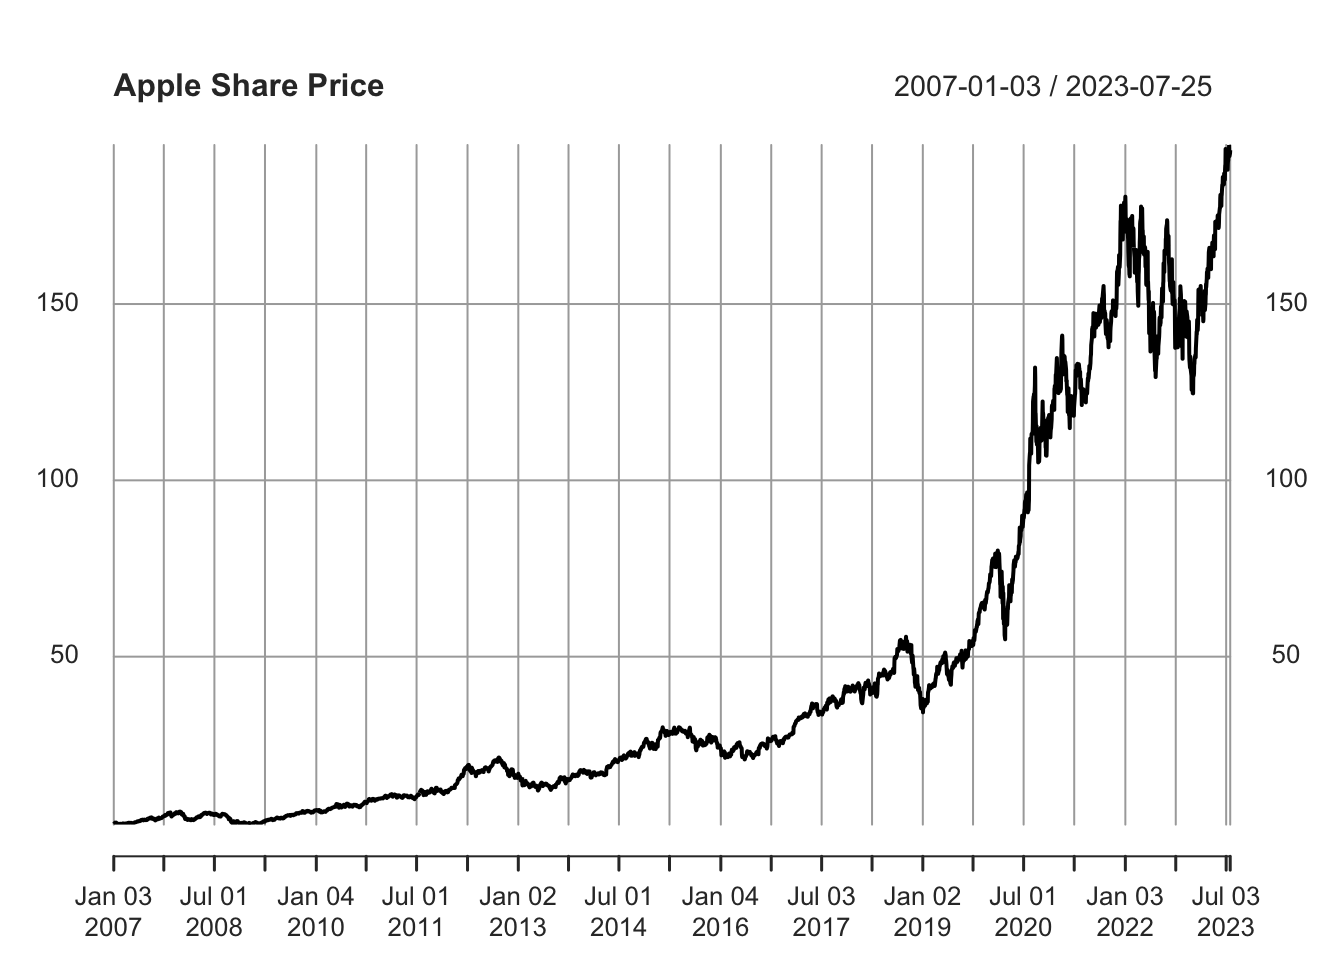 Apple Share Price 2007-01-03 / 2023-07-25
150 150
100 100
50 50
Jan 03 Jul 01 Jan 04 Jul 01 Jan 02 Jul 01 Jan 04 Jul 03 Jan 02 Jul 01 Jan 03 Jul 03
2007 2008 2010 2011 2013 2014 2016 2017 2019 2020 2022 2023